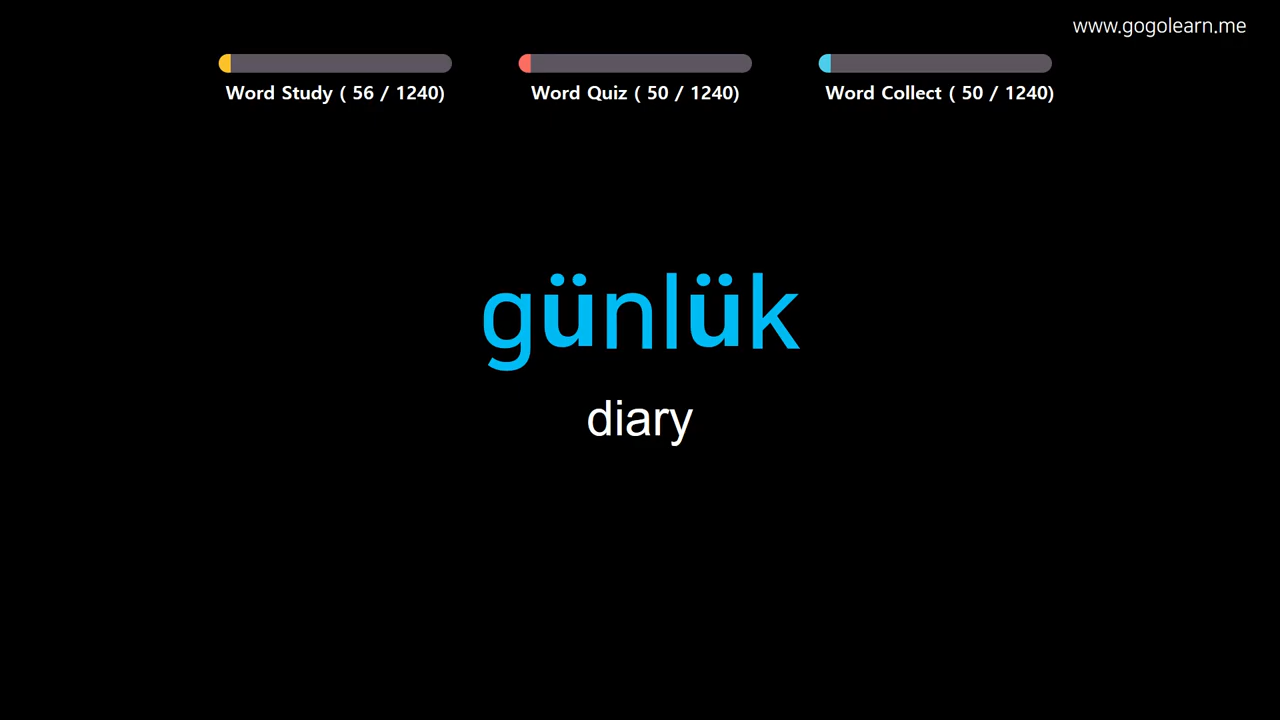 www.gogolearn.me
Word Study ( 56 / 1240)
Word Quiz ( 50 / 1240)
Word Collect ( 50 / 1240)
günlük
diary